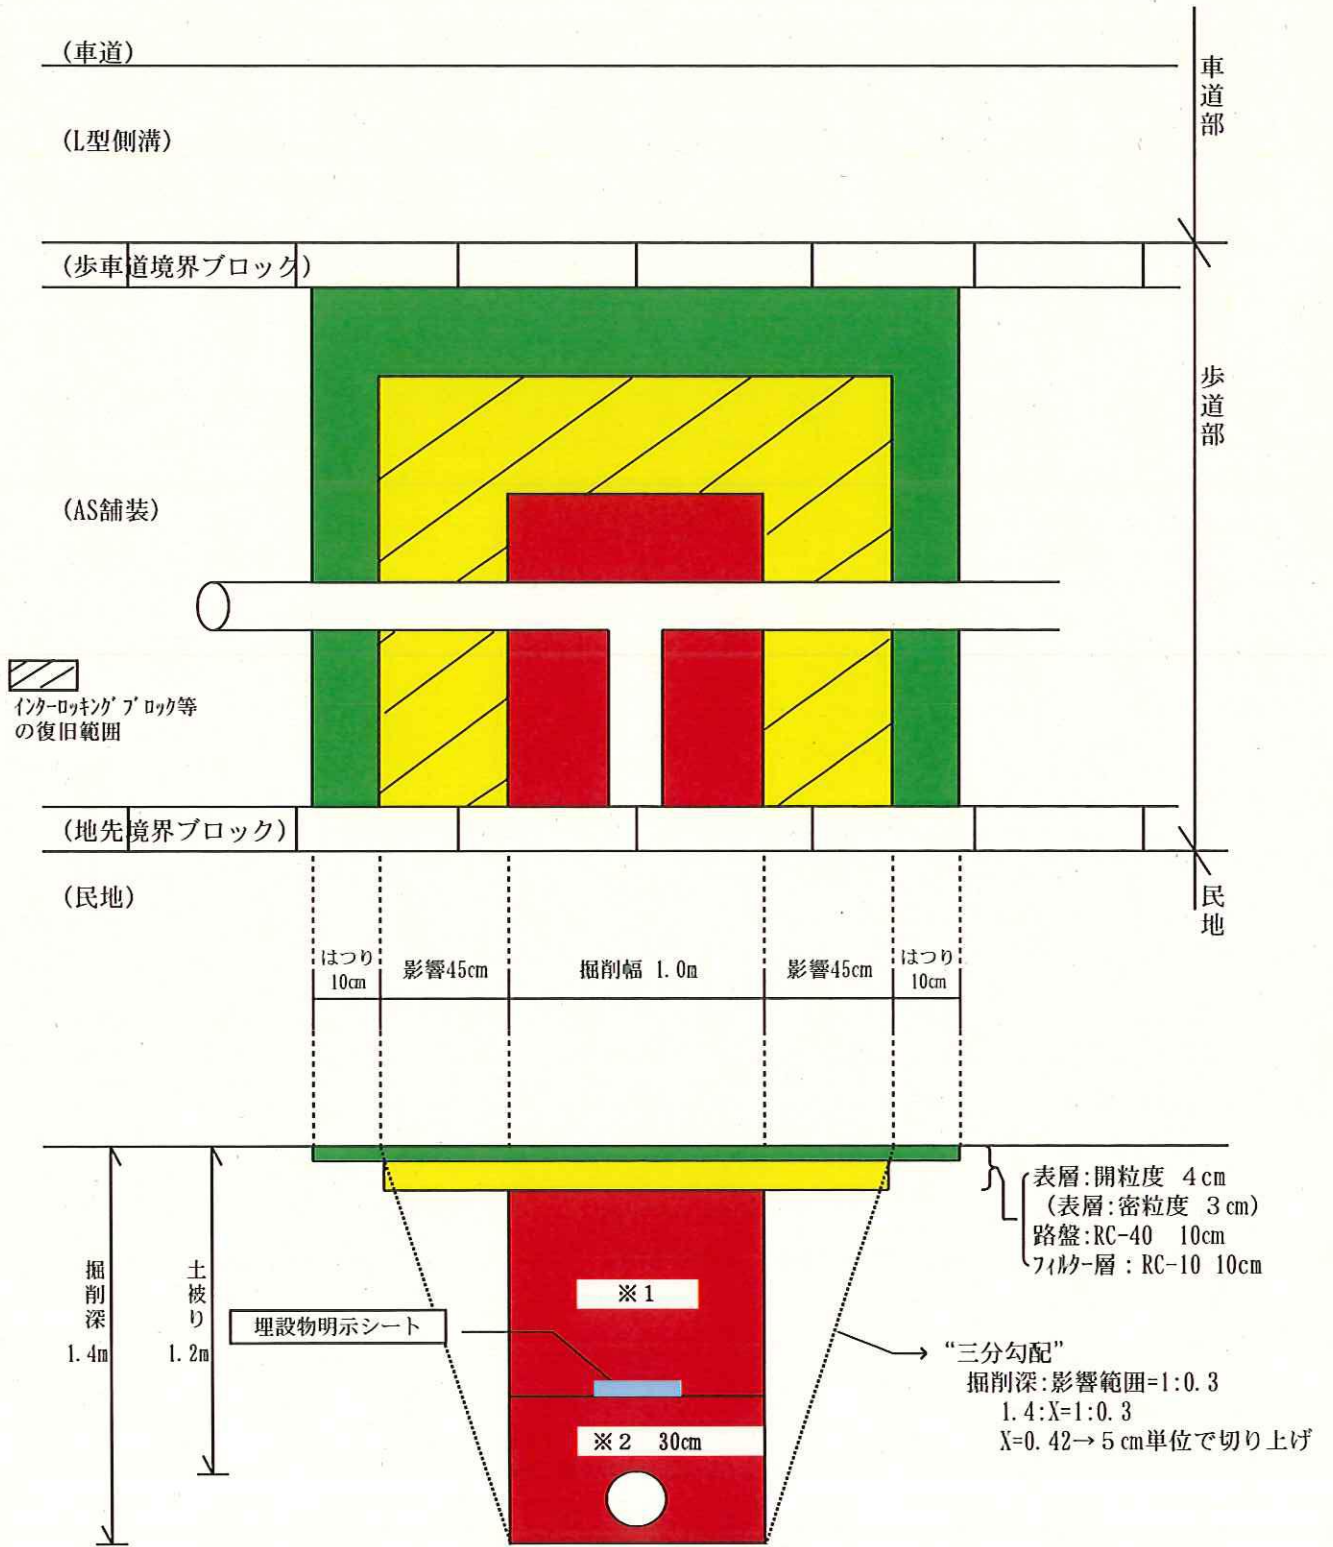 (車道)
車道部
(L型側溝)
(歩車道境界ブロック)
歩道部
(AS舗装)
インターロッキングブロック等
の復旧範囲
(地先境界ブロック)
(民地)
民地
はつり
10cm
影響45cm
掘削幅 1.0m
影響45cm
はつり
10cm
表層:開粒度 4cm
(表層:密粒度 3cm)
路盤:RC-40 10cm
フィルター層:RC-10 10cm
掘削深
1.4m
土被り
1.2m
※1
埋設物明示シート
※2 30cm
“三分勾配”
掘削深:影響範囲=1:0.3
1.4:X=1:0.3
X=0.42→5cm単位で切り上げ